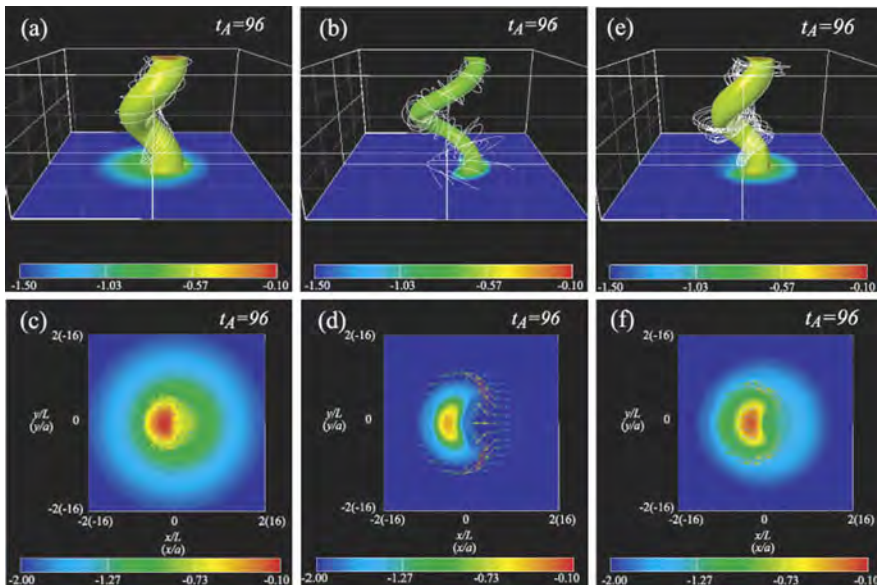 (a) t_A=96
(b) t_A=96
(e) t_A=96
-1.50 -1.03 -0.57 -0.10
-1.50 -1.03 -0.57 -0.10
-1.50 -1.03 -0.57 -0.10
(c) t_A=96
2(-16)
y/L
(y/a)
0
-2(-16)
-2(-16) 0 2(16)
x/L
(x/a)
-2.00 -1.27 -0.73 -0.10
(d) t_A=96
2(-16)
y/L
(y/a)
0
-2(-16)
-2(-16) 0 2(16)
x/L
(x/a)
-2.00 -1.27 -0.73 -0.10
(f) t_A=96
2(-16)
y/L
(y/a)
0
-2(-16)
-2(-16) 0 2(16)
x/L
(x/a)
-2.00 -1.27 -0.73 -0.10